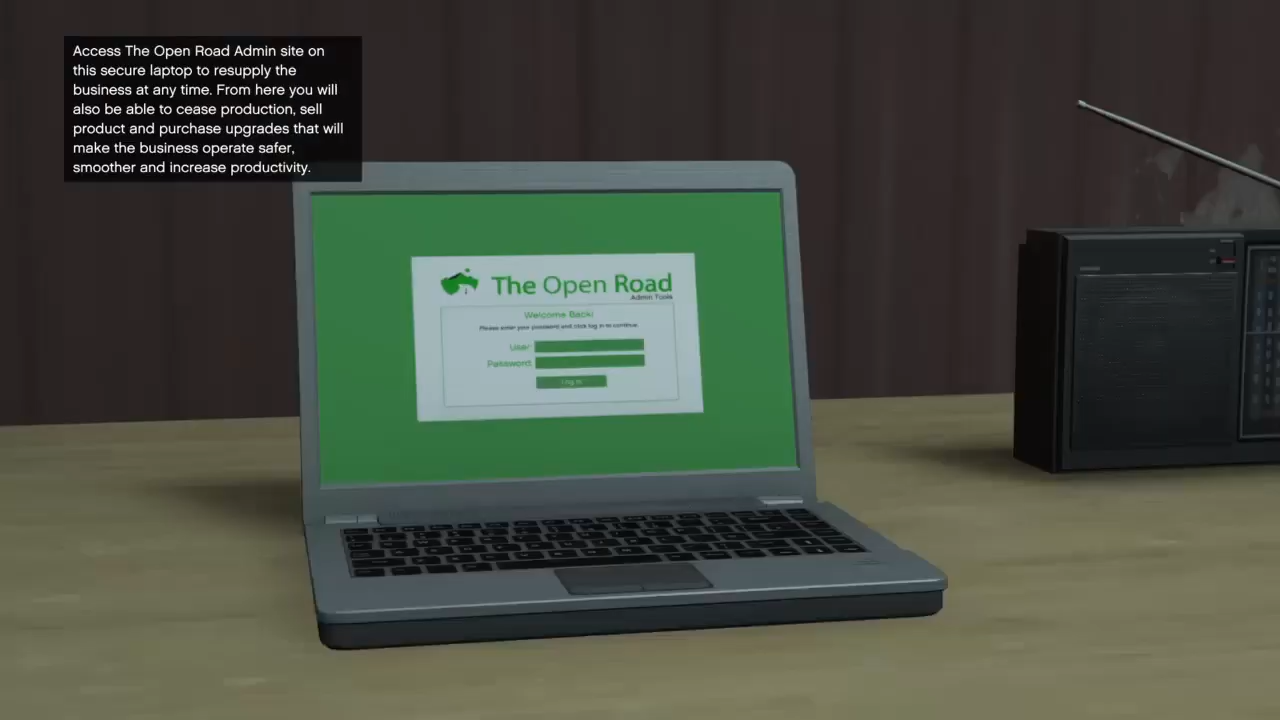 Access The Open Road Admin site on
this secure laptop to resupply the
business at any time. From here you will
also be able to cease production, sell
product and purchase upgrades that will
make the business operate safer,
smoother and increase productivity.
The Open Road
Admin Tools
Welcome Back!
Please enter your password and click log in to continue.
User:
Password:
Log In